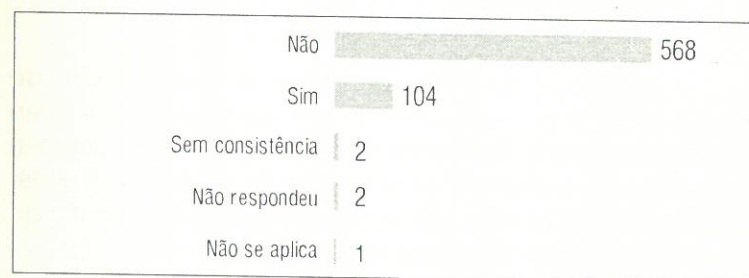 Não 568
Sim 104
Sem consistência 2
Não respondeu 2
Não se aplica 1